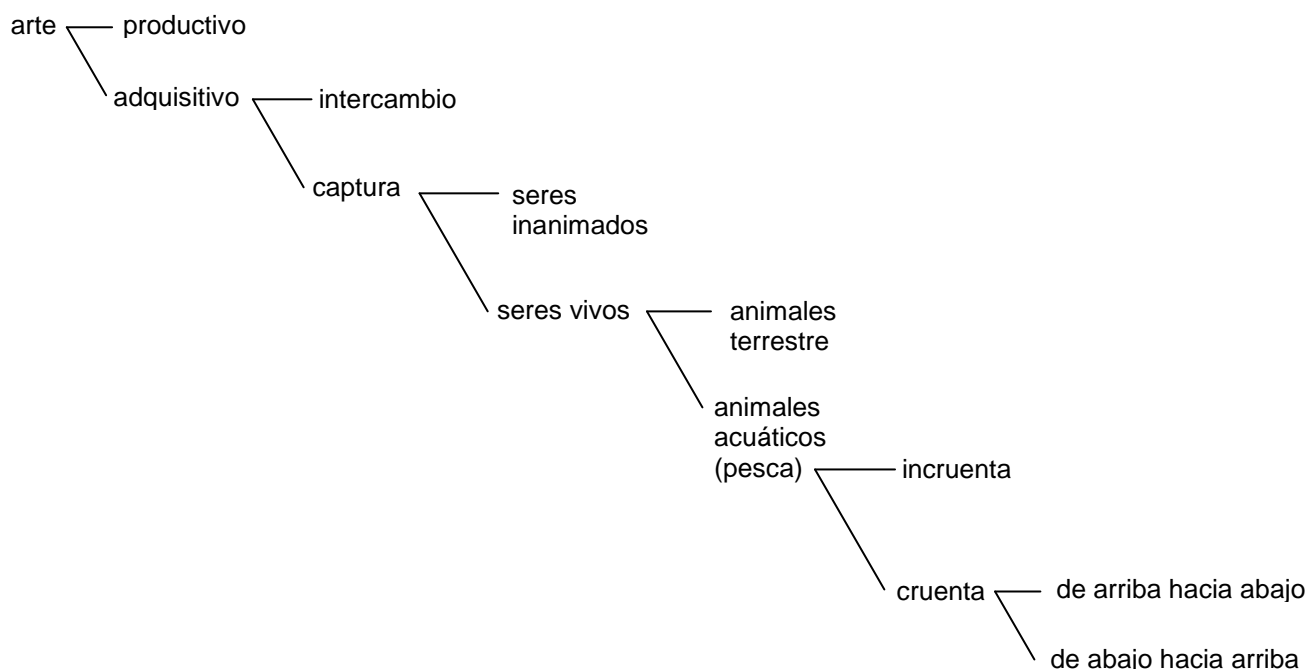 arte
productivo
adquisitivo
intercambio
captura
seres
inanimados
seres vivos
animales
terrestre
animales
acuáticos
(pesca)
incruenta
cruenta
de arriba hacia abajo
de abajo hacia arriba